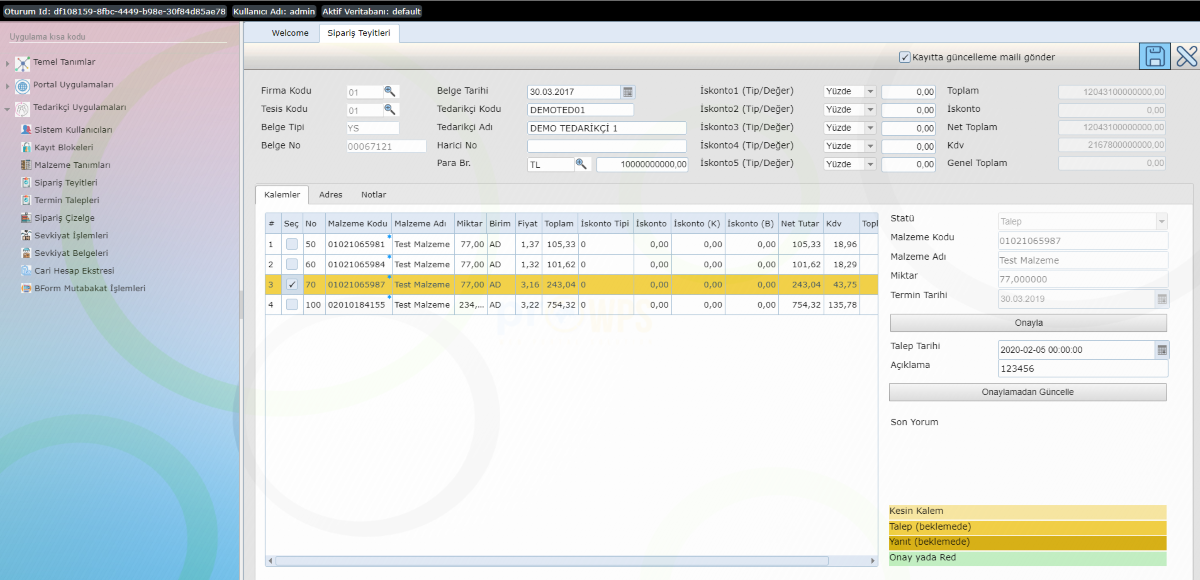 Oturum Id: df108159-8fbc-4449-b98e-30f84d85ae78 Kullanıcı Adı: admin Aktif Veritabanı: default
Uygulama kısa kodu
Temel Tanımlar
Portal Uygulamaları
Tedarikçi Uygulamaları
Sistem Kullanıcıları
Kayıt Blokeleri
Malzeme Tanımları
Sipariş Teyitleri
Termin Talepleri
Sipariş Çizelge
Sevkiyat İşlemleri
Sevkiyat Belgeleri
Cari Hesap Ekstresi
BForm Mutabakat İşlemleri
Welcome Sipariş Teyitleri
Kayıtta güncelleme maili gönder
Firma Kodu 01 Belge Tarihi 30.03.2017 İskonto1 (Tip/Değer) Yüzde 0,00 Toplam 12043100000000,00
Tesis Kodu 01 Tedarikçi Kodu DEMOTED01 İskonto2 (Tip/Değer) Yüzde 0,00 İskonto 0,00
Belge Tipi YS Tedarikçi Adı DEMO TEDARİKÇİ 1 İskonto3 (Tip/Değer) Yüzde 0,00 Net Toplam 12043100000000,00
Belge No 00067121 Harici No İskonto4 (Tip/Değer) Yüzde 0,00 Kdv 2167800000000,00
Para Br. TL 10000000000,00 İskonto5 (Tip/Değer) Yüzde 0,00 Genel Toplam 0,00
Kalemler Adres Notlar
# Seç No Malzeme Kodu Malzeme Adı Miktar Birim Fiyat Toplam İskonto Tipi İskonto İskonto (K) İskonto (B) Net Tutar Kdv Topl
1 50 01021065981 Test Malzeme 77,00 AD 1,37 105,33 0 0,00 0,00 0,00 105,33 18,96
2 60 01021065984 Test Malzeme 77,00 AD 1,32 101,62 0 0,00 0,00 0,00 101,62 18,29
3 70 01021065987 Test Malzeme 77,00 AD 3,16 243,04 0 0,00 0,00 0,00 243,04 43,75
4 100 02010184155 Test Malzeme 234,... AD 3,22 754,32 0 0,00 0,00 0,00 754,32 135,78
WPS
Statü Talep
Malzeme Kodu 01021065987
Malzeme Adı Test Malzeme
Miktar 77,000000
Termin Tarihi 30.03.2019
Onayla
Talep Tarihi 2020-02-05 00:00:00
Açıklama 123456
Onaylamadan Güncelle
Son Yorum
Kesin Kalem
Talep (beklemede)
Yanıt (beklemede)
Onay yada Red